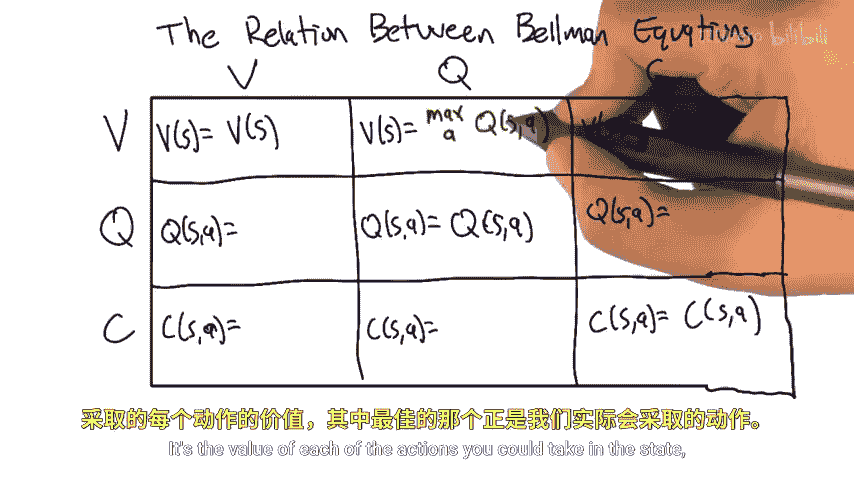 The Relation Between Bellman Equations
bilibili
V Q C
V V(s)= V(s) V(s)= max a Q(s,a) V(s)
Q Q(s,a)= Q(s,a)= Q(s,a) Q(s,a)=
C C(s,a)= C(s,a)= C(s,a)= C(s,a)
采取的每个动作的价值，其中最佳的那个正是我们实际会采取的动作。
It's the value of each of the actions you could take in the state,